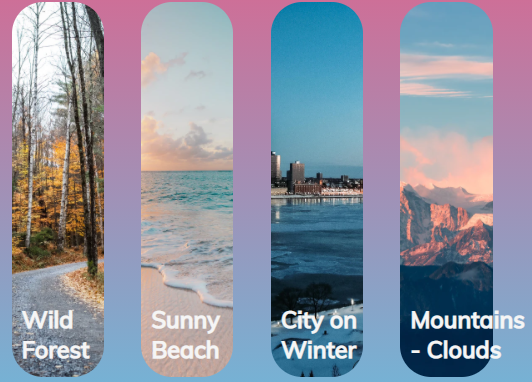 Wild
Forest
Sunny
Beach
City on
Winter
Mountains
- Clouds